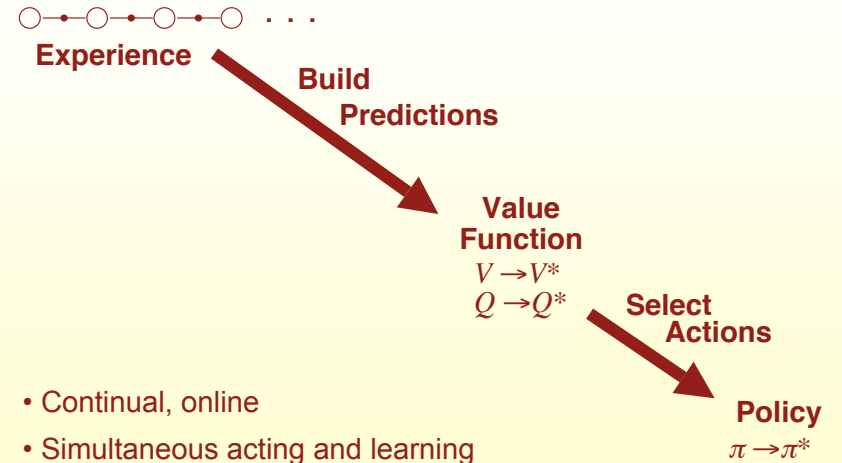 . . .
Experience
Build
Predictions
Value
Function
V → V*
Q → Q*
Select
Actions
Policy
π → π*
• Continual, online
• Simultaneous acting and learning